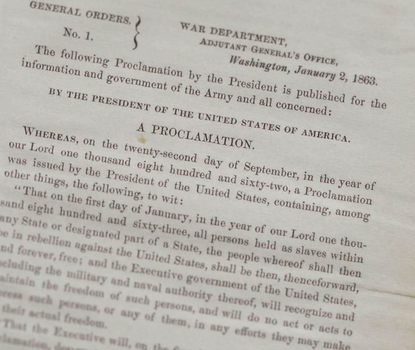 GENERAL ORDERS,
No. 1.
WAR DEPARTMENT,
ADJUTANT GENERAL'S OFFICE,
Washington, January 2, 1863.
The following Proclamation by the President is published for the
information and government of the Army and all concerned:
BY THE PRESIDENT OF THE UNITED STATES OF AMERICA.
A PROCLAMATION.
WHEREAS, on the twenty-second day of September, in the year of
our Lord one thousand eight hundred and sixty-two, a Proclamation
was issued by the President of the United States, containing, among
other things, the following, to wit:
"That on the first day of January, in the year of our Lord one thou-
sand eight hundred and sixty-three, all persons held as slaves within
any State or designated part of a State, the people whereof shall then
be in rebellion against the United States, shall be then, thenceforward,
and forever, free; and the Executive government of the United States,
including the military and naval authority thereof, will recognize and
maintain the freedom of such persons, and will do no act or acts to
repress such persons, or any of them, in any efforts they may make
their actual freedom.
"That the Executive will, on the